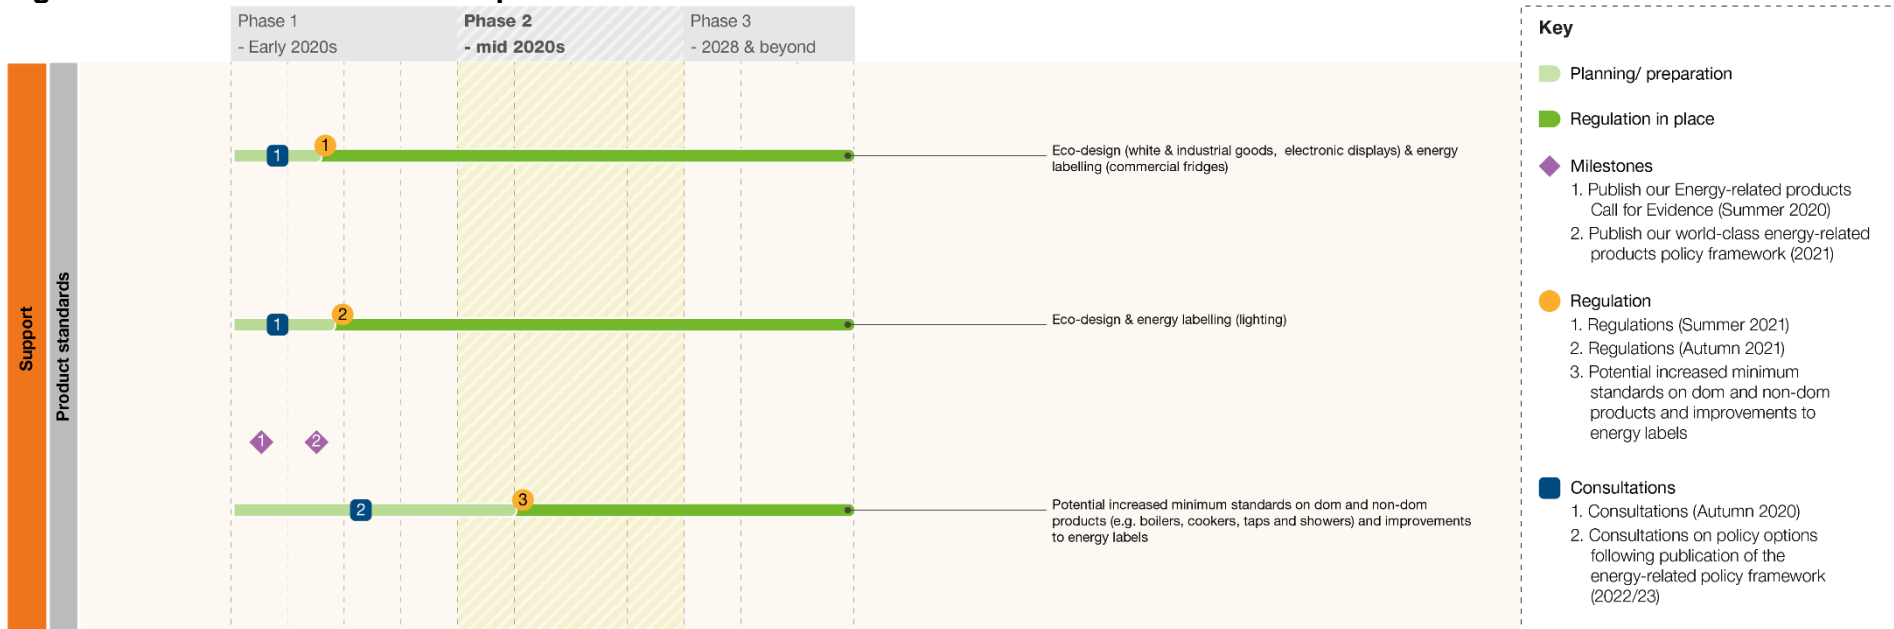 Phase 1
- Early 2020s
Phase 2
- mid 2020s
Phase 3
- 2028 & beyond
Support
Product standards
1
1
Eco-design (white & industrial goods, electronic displays) & energy
labelling (commercial fridges)
1
2
Eco-design & energy labelling (lighting)
1
2
2
3
Potential increased minimum standards on dom and non-dom
products (e.g. boilers, cookers, taps and showers) and improvements
to energy labels
Key
Planning/ preparation
Regulation in place
Milestones
1. Publish our Energy-related products
Call for Evidence (Summer 2020)
2. Publish our world-class energy-related
products policy framework (2021)
Regulation
1. Regulations (Summer 2021)
2. Regulations (Autumn 2021)
3. Potential increased minimum
standards on dom and non-dom
products and improvements to
energy labels
Consultations
1. Consultations (Autumn 2020)
2. Consultations on policy options
following publication of the
energy-related policy framework
(2022/23)